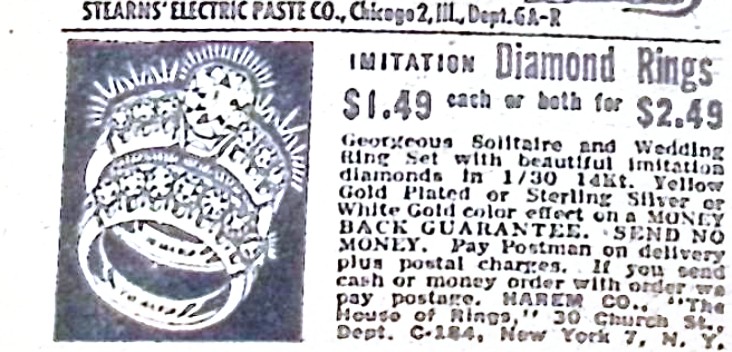 STEARNS' ELECTRIC PASTE CO., Chicago 2, Ill., Dept. GA-R
IMITATION Diamond Rings
$1.49 each or both for $2.49
Georgeous Solitaire and Wedding
Ring Set with beautiful imitation
diamonds in 1/30 14Kt. Yellow
Gold Plated or Sterling Silver or
White Gold color effect on a MONEY
BACK GUARANTEE. SEND NO
MONEY. Pay Postman on delivery
plus postal charges. If you send
cash or money order with order we
pay postage. HAREM CO., "The
House of Rings," 30 Church St.,
Dept. C-184, New York 7, N. Y.